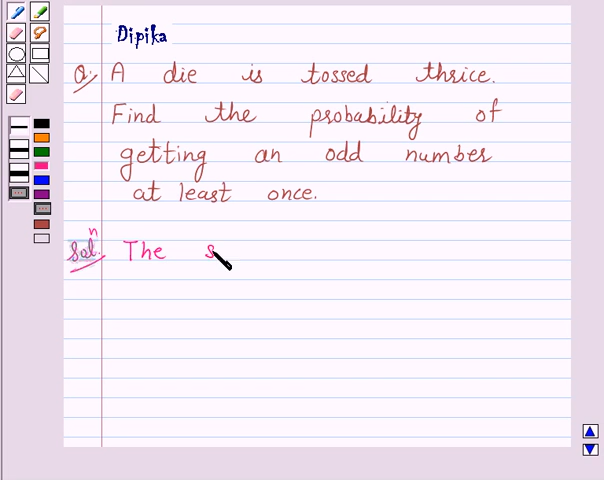 Dipika
Q. A die is tossed thrice.
Find the probability of
getting an odd number
at least once.
Solⁿ. The s